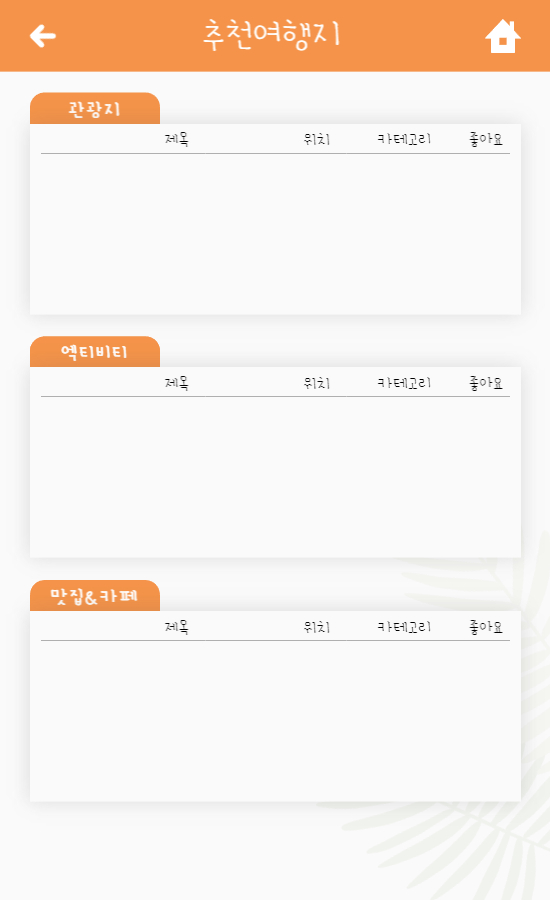 추천여행지
관광지
제목 위치 카테고리 좋아요
엑티비티
제목 위치 카테고리 좋아요
맛집&카페
제목 위치 카테고리 좋아요